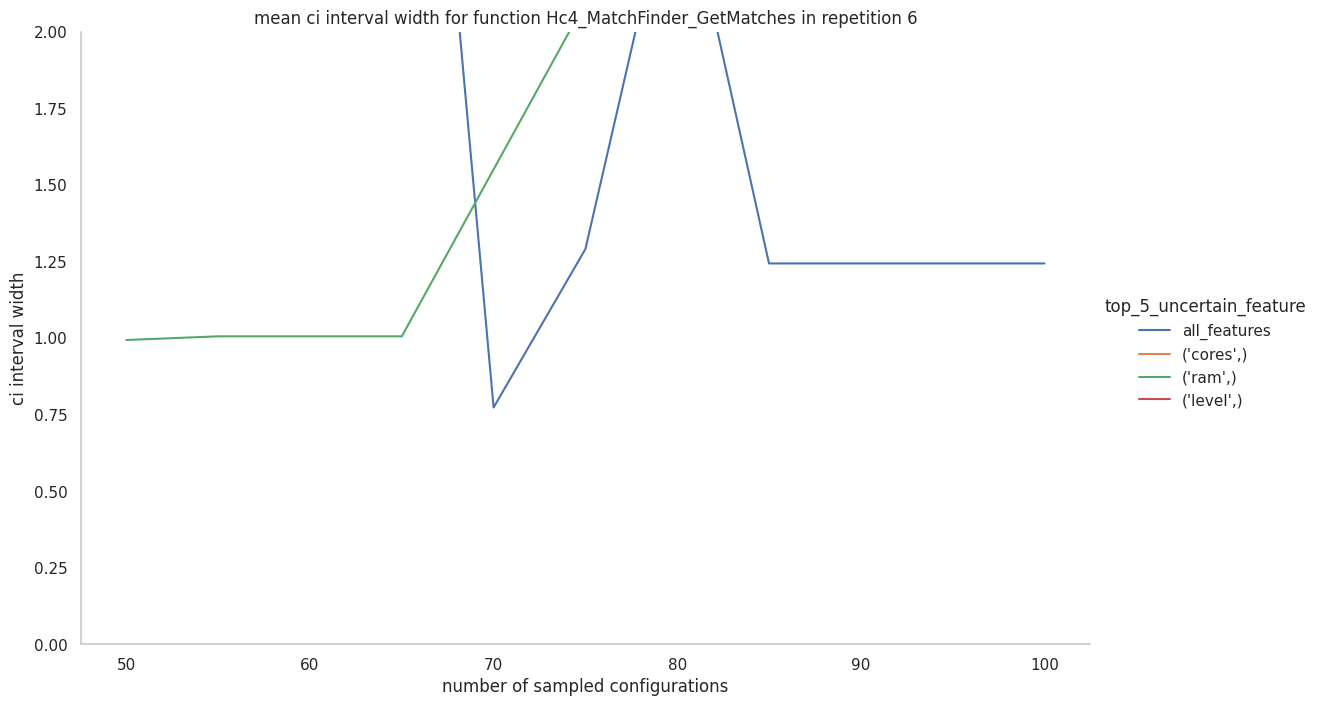 mean ci interval width for function Hc4_MatchFinder_GetMatches in repetition 6
2.00
1.75
1.50
1.25
1.00
0.75
0.50
0.25
0.00
ci interval width
50 60 70 80 90 100
number of sampled configurations
top_5_uncertain_feature
all_features
('cores',)
('ram',)
('level',)